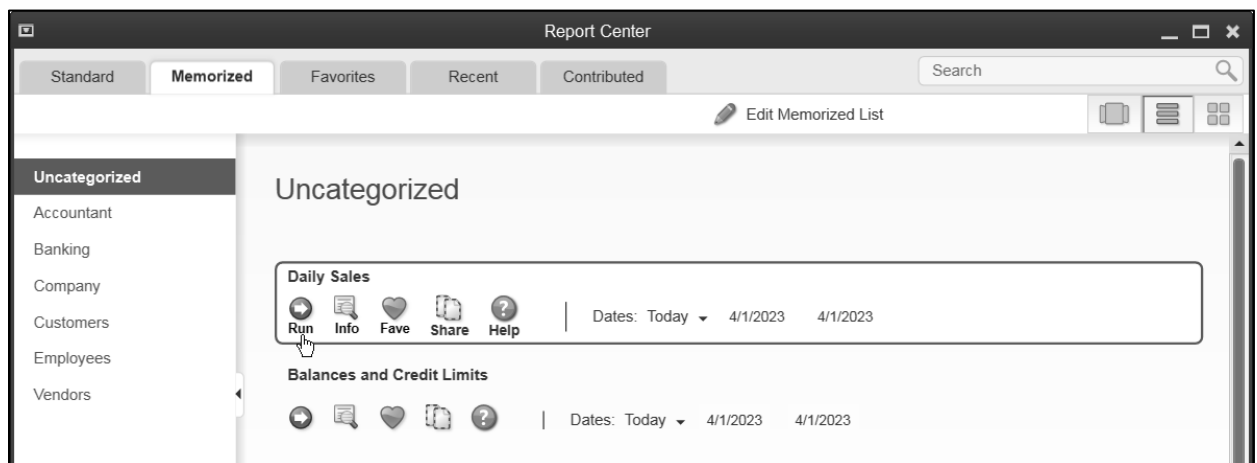 Report Center
Standard Memorized Favorites Recent Contributed Search
Edit Memorized List
Uncategorized
Accountant
Banking
Company
Customers
Employees
Vendors
Uncategorized
Daily Sales
Run Info Fave Share Help Dates: Today 4/1/2023 4/1/2023
Balances and Credit Limits
Dates: Today 4/1/2023 4/1/2023